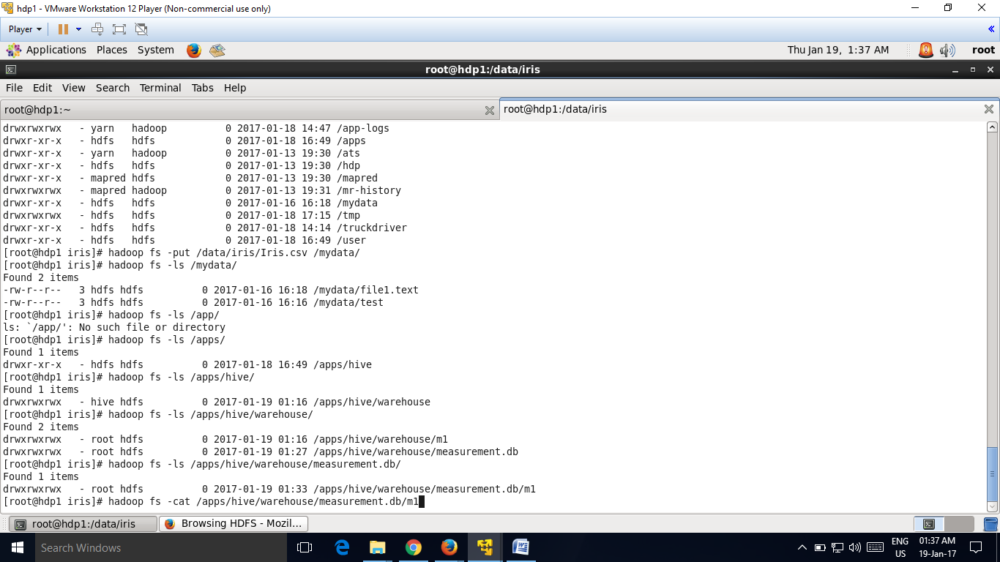 hdp1 - VMware Workstation 12 Player (Non-commercial use only)
Player
Applications Places System Thu Jan 19, 1:37 AM root
root@hdp1:/data/iris
File Edit View Search Terminal Tabs Help
root@hdp1:~ root@hdp1:/data/iris
drwxrwxrwx   - yarn   hadoop          0 2017-01-18 14:47 /app-logs
drwxr-xr-x   - hdfs   hdfs            0 2017-01-18 16:49 /apps
drwxr-xr-x   - yarn   hadoop          0 2017-01-13 19:30 /ats
drwxr-xr-x   - hdfs   hdfs            0 2017-01-13 19:30 /hdp
drwxr-xr-x   - mapred hdfs            0 2017-01-13 19:30 /mapred
drwxrwxrwx   - mapred hadoop          0 2017-01-13 19:31 /mr-history
drwxr-xr-x   - hdfs   hdfs            0 2017-01-16 16:18 /mydata
drwxrwxrwx   - hdfs   hdfs            0 2017-01-18 17:15 /tmp
drwxr-xr-x   - hdfs   hdfs            0 2017-01-18 14:14 /truckdriver
drwxr-xr-x   - hdfs   hdfs            0 2017-01-18 16:49 /user
[root@hdp1 iris]# hadoop fs -put /data/iris/Iris.csv /mydata/
[root@hdp1 iris]# hadoop fs -ls /mydata/
Found 2 items
-rw-r--r--   3 hdfs hdfs          0 2017-01-16 16:18 /mydata/file1.text
-rw-r--r--   3 hdfs hdfs          0 2017-01-16 16:16 /mydata/test
[root@hdp1 iris]# hadoop fs -ls /app/
ls: `/app/': No such file or directory
[root@hdp1 iris]# hadoop fs -ls /apps/
Found 1 items
drwxr-xr-x   - hdfs hdfs          0 2017-01-18 16:49 /apps/hive
[root@hdp1 iris]# hadoop fs -ls /apps/hive/
Found 1 items
drwxrwxrwx   - hive hdfs          0 2017-01-19 01:16 /apps/hive/warehouse
[root@hdp1 iris]# hadoop fs -ls /apps/hive/warehouse/
Found 2 items
drwxrwxrwx   - root hdfs          0 2017-01-19 01:16 /apps/hive/warehouse/m1
drwxrwxrwx   - root hdfs          0 2017-01-19 01:27 /apps/hive/warehouse/measurement.db
[root@hdp1 iris]# hadoop fs -ls /apps/hive/warehouse/measurement.db/
Found 1 items
drwxrwxrwx   - root hdfs          0 2017-01-19 01:33 /apps/hive/warehouse/measurement.db/m1
[root@hdp1 iris]# hadoop fs -cat /apps/hive/warehouse/measurement.db/m1
root@hdp1:/data/iris Browsing HDFS - Mozil...
Search Windows ENG 01:37 AM
US 19-Jan-17